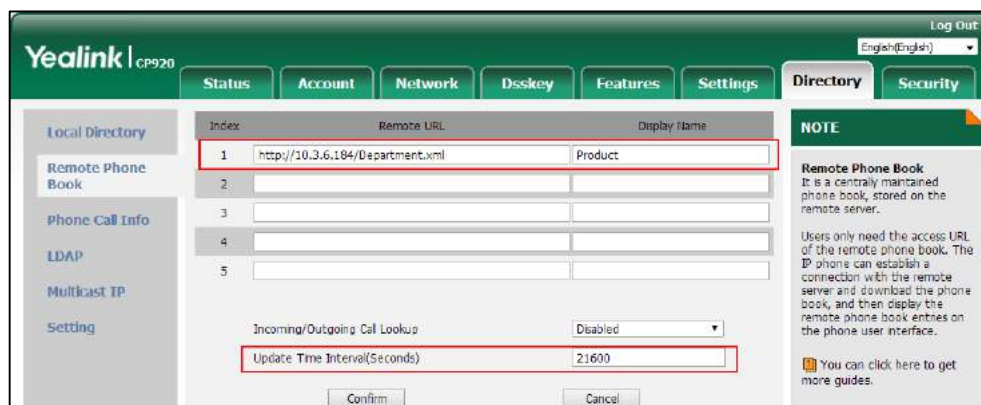 Log Out
Yealink CP920
English(English)
Status Account Network Dsskey Features Settings Directory Security
Local Directory
Remote Phone
Book
Phone Call Info
LDAP
Multicast IP
Setting
Index Remote URL Display Name
1 http://10.3.6.184/Department.xml Product
2
3
4
5
Incoming/Outgoing Call Lookup Disabled
Update Time Interval(Seconds) 21600
Confirm Cancel
NOTE
Remote Phone Book
It is a centrally maintained
phone book, stored on the
remote server.
Users only need the access URL
of the remote phone book. The
IP phone can establish a
connection with the remote
server and download the phone
book, and then display the
remote phone book entries on
the phone user interface.
You can click here to get
more guides.